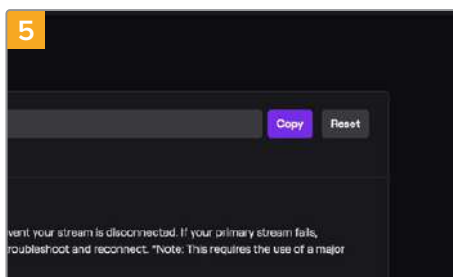 5
Copy Reset
vent your stream is disconnected. If your primary stream fails,
roubleshoot and reconnect. *Note: This requires the use of a major